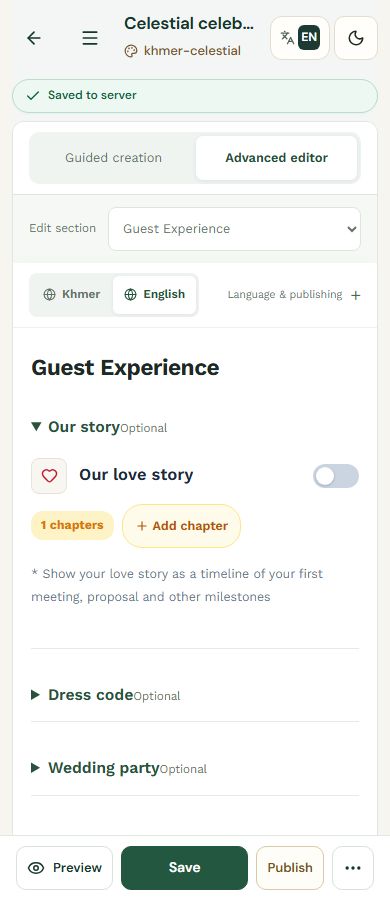 Celestial celeb...
khmer-celestial
EN
Saved to server
Guided creation
Advanced editor
Edit section
Guest Experience
Khmer
English
Language & publishing +
Guest Experience
Our story Optional
Our love story
1 chapters
+ Add chapter
* Show your love story as a timeline of your first
meeting, proposal and other milestones
Dress code Optional
Wedding party Optional
Preview
Save
Publish